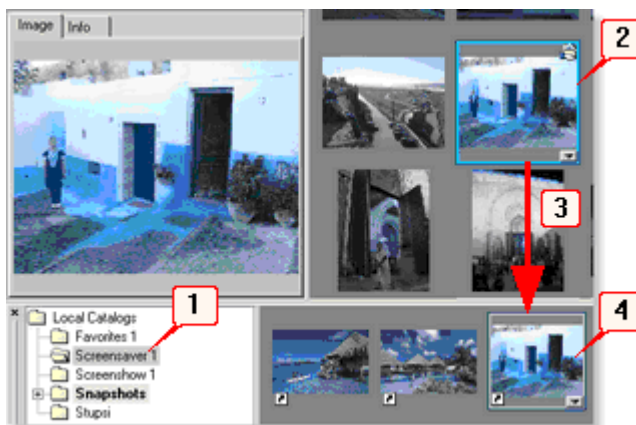 Image Info
2
3
1
4
Local Catalogs
Favorites 1
Screensaver 1
Screenshow 1
Snapshots
Stupsi